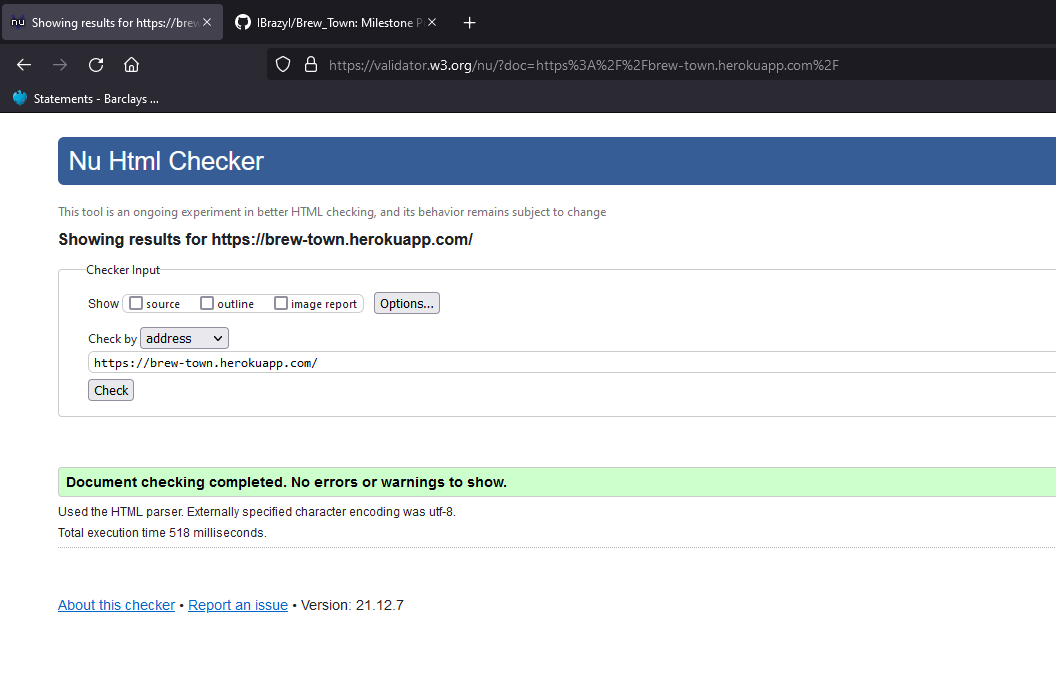 nu Showing results for https://brew
lBrazyl/Brew_Town: Milestone P
https://validator.w3.org/nu/?doc=https%3A%2F%2Fbrew-town.herokuapp.com%2F
Statements - Barclays ...
Nu Html Checker
This tool is an ongoing experiment in better HTML checking, and its behavior remains subject to change
Showing results for https://brew-town.herokuapp.com/
Checker Input
Show source outline image report Options...
Check by address
https://brew-town.herokuapp.com/
Check
Document checking completed. No errors or warnings to show.
Used the HTML parser. Externally specified character encoding was utf-8.
Total execution time 518 milliseconds.
About this checker • Report an issue • Version: 21.12.7